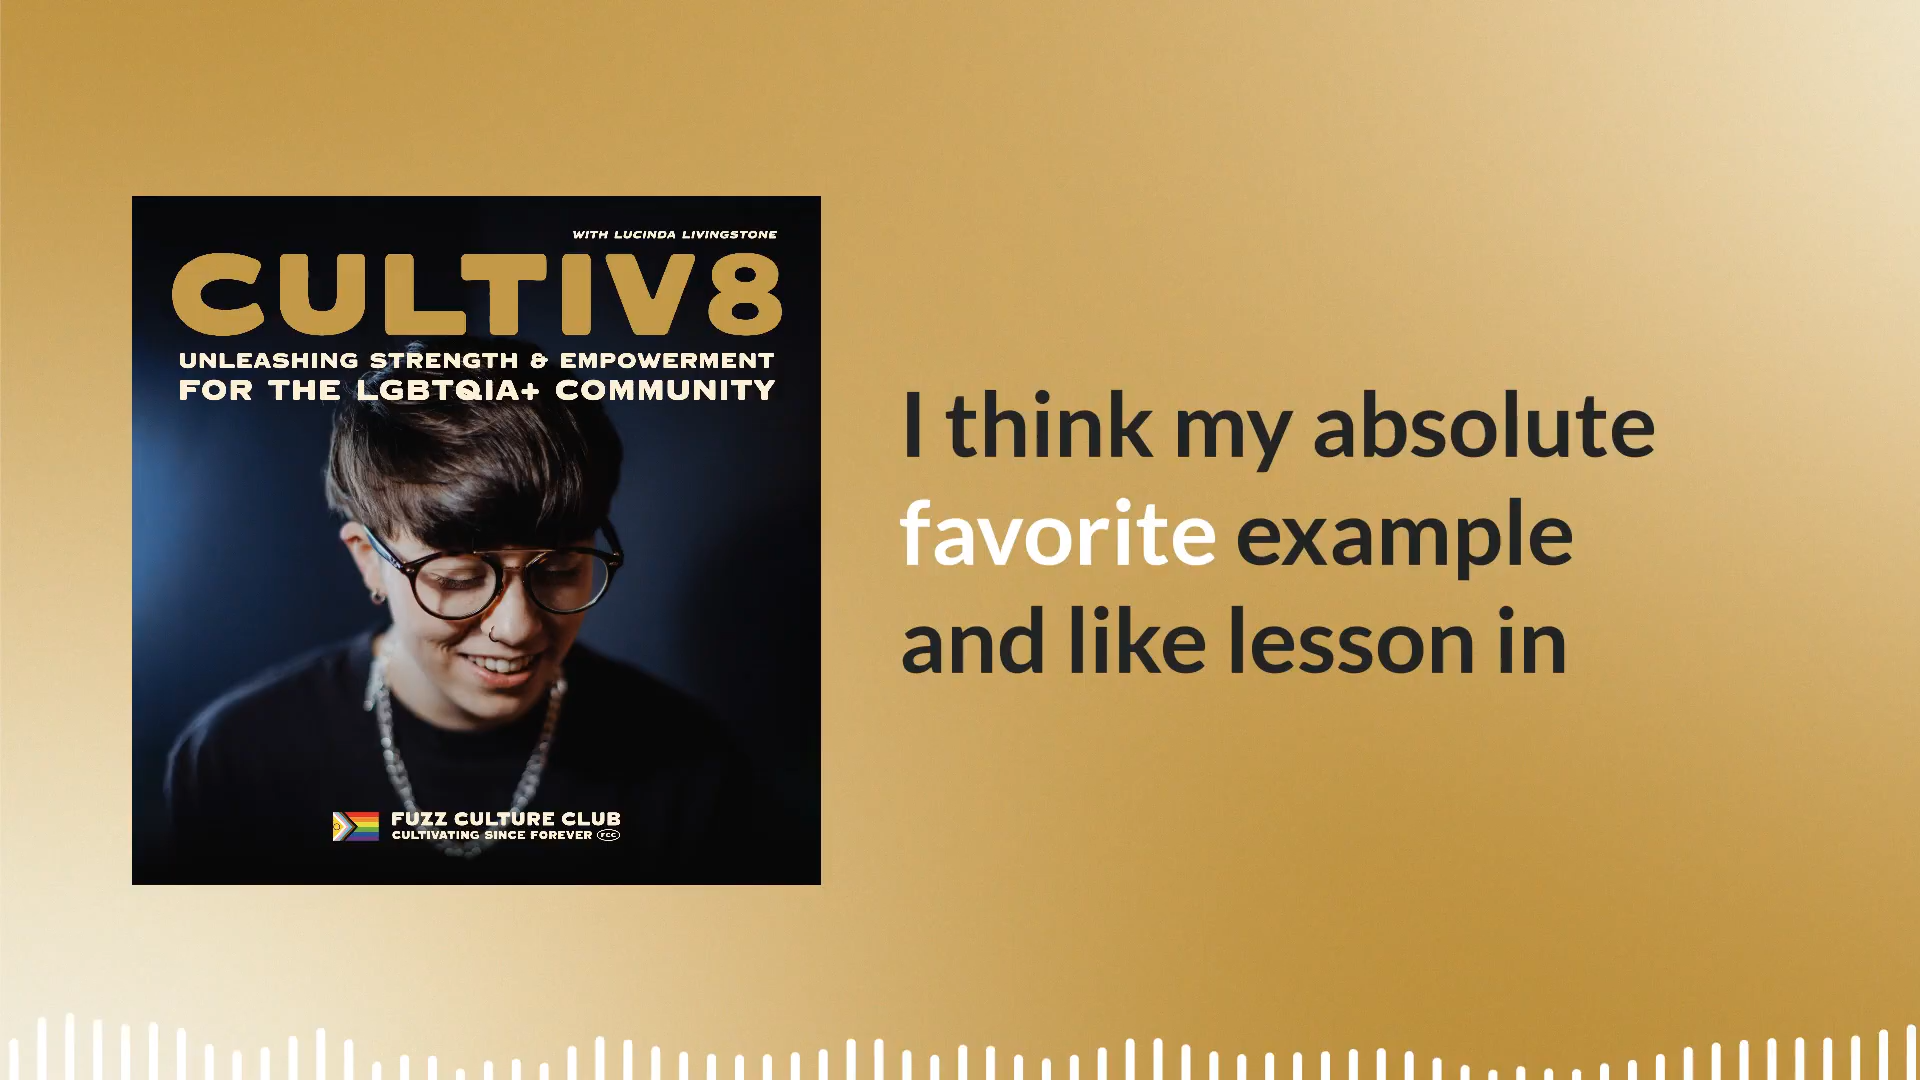 WITH LUCINDA LIVINGSTONE
CULTIV8
UNLEASHING STRENGTH & EMPOWERMENT
FOR THE LGBTQIA+ COMMUNITY
FUZZ CULTURE CLUB
CULTIVATING SINCE FOREVER FCC
I think my absolute
favorite example
and like lesson in